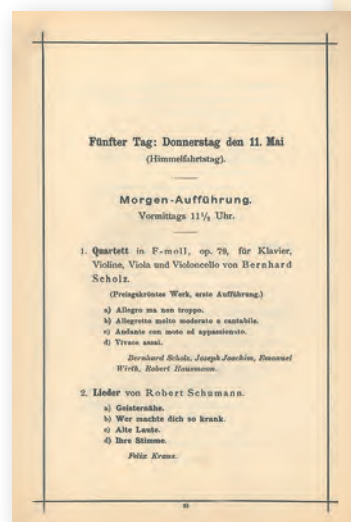 Fünfter Tag: Donnerstag den 11. Mai
(Himmelfahrtstag).
Morgen-Aufführung.
Vormittags 11½ Uhr.
1. Quartett in F-moll, op. 79, für Klavier,
Violine, Viola und Violoncello von Bernhard
Scholz.
(Preisgekröntes Werk, erste Aufführung.)
a) Allegro ma non troppo.
b) Allegretto molto moderato e cantabile.
c) Andante con moto ed appassionato.
d) Vivace assai.
Bernhard Scholz, Joseph Joachim, Emanuel
Wirth, Robert Hausmann.
2. Lieder von Robert Schumann.
a) Geisternähe.
b) Wer machte dich so krank.
c) Alte Laute.
d) Ihre Stimme.
Felix Kraus.